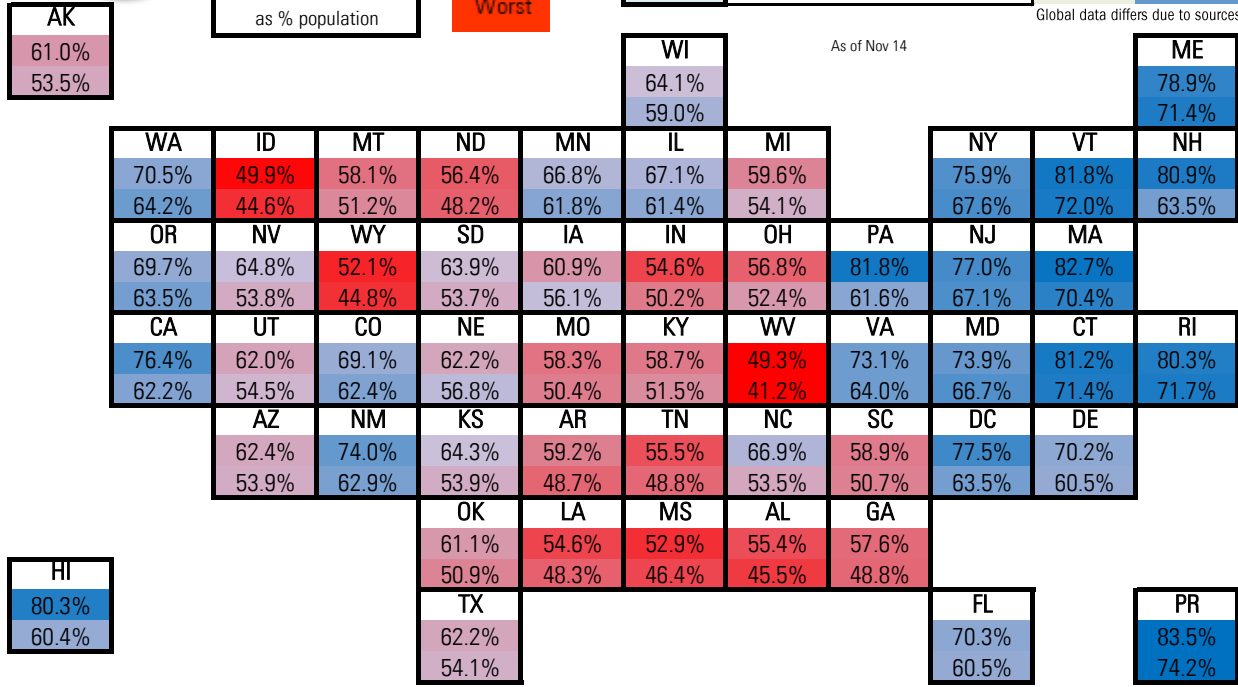 Worst
AK
as % population
Global data differs due to sources
61.0%
WI
As of Nov 14
ME
53.5%
64.1%
78.9%
59.0%
71.4%
WA ID MT ND MN IL MI NY VT NH
70.5% 49.9% 58.1% 56.4% 66.8% 67.1% 59.6% 75.9% 81.8% 80.9%
64.2% 44.6% 51.2% 48.2% 61.8% 61.4% 54.1% 67.6% 72.0% 63.5%
OR NV WY SD IA IN OH PA NJ MA
69.7% 64.8% 52.1% 63.9% 60.9% 54.6% 56.8% 81.8% 77.0% 82.7%
63.5% 53.8% 44.8% 53.7% 56.1% 50.2% 52.4% 61.6% 67.1% 70.4%
CA UT CO NE MO KY WV VA MD CT RI
76.4% 62.0% 69.1% 62.2% 58.3% 58.7% 49.3% 73.1% 73.9% 81.2% 80.3%
62.2% 54.5% 62.4% 56.8% 50.4% 51.5% 41.2% 64.0% 66.7% 71.4% 71.7%
AZ NM KS AR TN NC SC DC DE
62.4% 74.0% 64.3% 59.2% 55.5% 66.9% 58.9% 77.5% 70.2%
53.9% 62.9% 53.9% 48.7% 48.8% 53.5% 50.7% 63.5% 60.5%
OK LA MS AL GA
61.1% 54.6% 52.9% 55.4% 57.6%
HI 50.9% 48.3% 46.4% 45.5% 48.8%
80.3% TX FL PR
60.4% 62.2% 70.3% 83.5%
54.1% 60.5% 74.2%